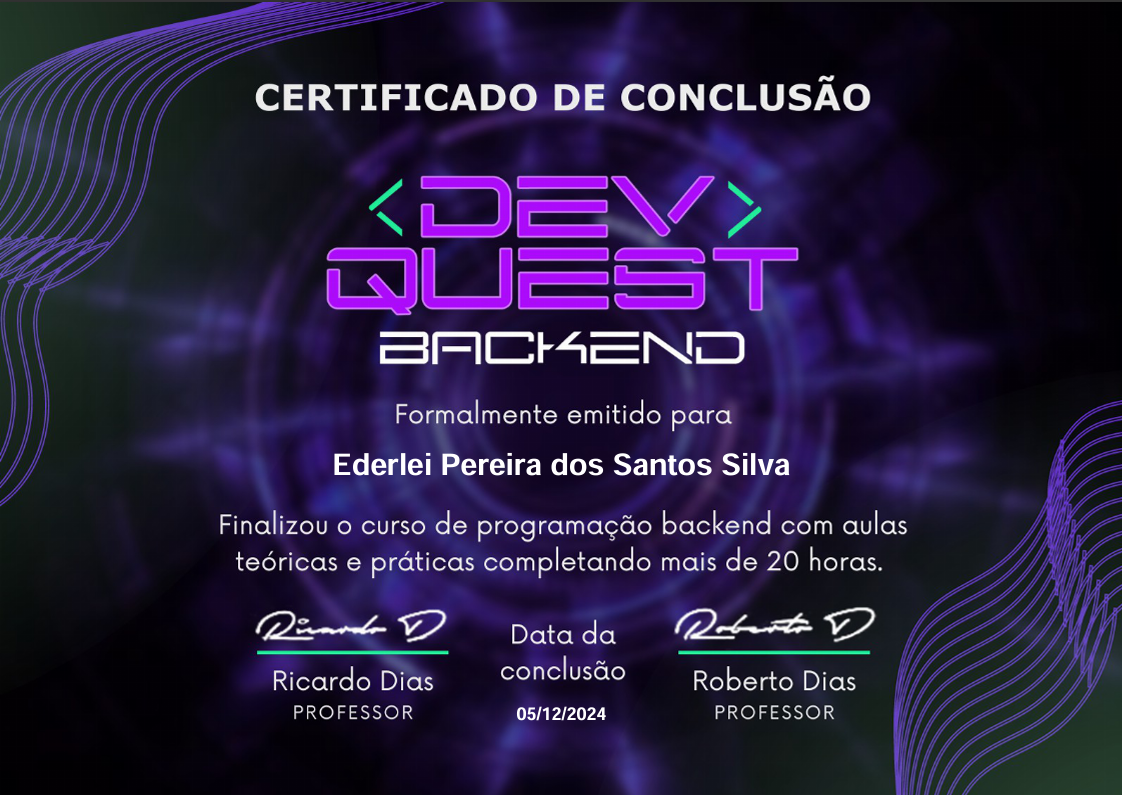 CERTIFICADO DE CONCLUSÃO
<DEV>
QUEST
BACKEND
Formalmente emitido para
Ederlei Pereira dos Santos Silva
Finalizou o curso de programação backend com aulas
teóricas e práticas completando mais de 20 horas.
Ricardo D
Roberto D
Data da
conclusão
Ricardo Dias
Roberto Dias
PROFESSOR
05/12/2024
PROFESSOR